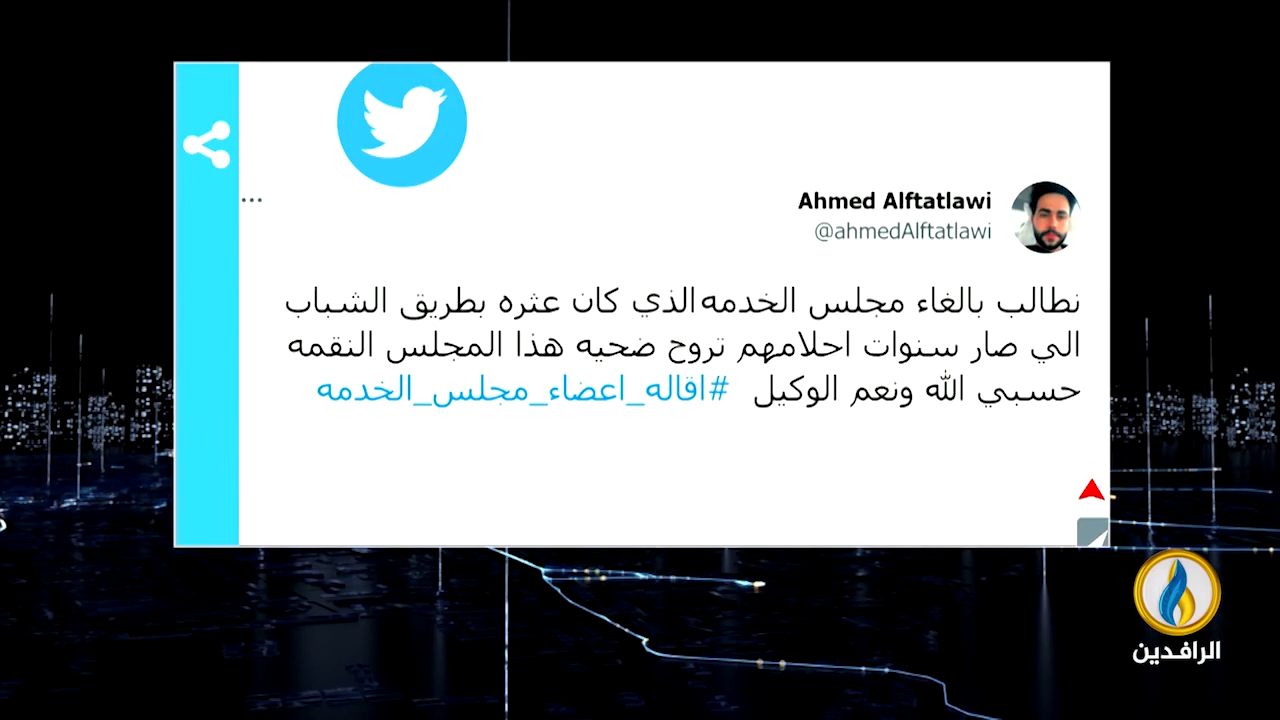 Ahmed Alftatlawi
@ahmedAlftatlawi
نطالب بالغاء مجلس الخدمه الذي كان عثره بطريق الشباب
الي صار سنوات احلامهم تروح ضحيه هذا المجلس النقمه
حسبي الله ونعم الوكيل #اقاله_اعضاء_مجلس_الخدمه
الرافدين